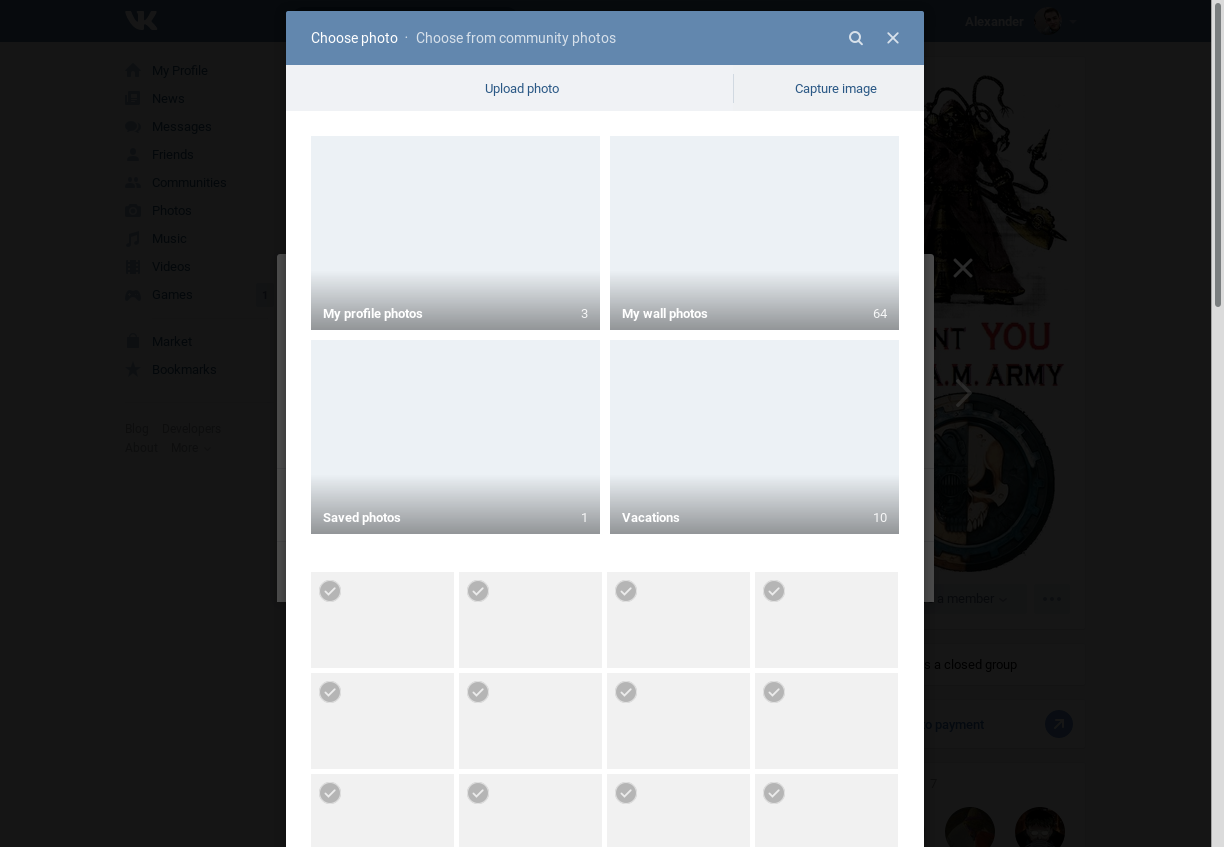 Alexander
Choose photo · Choose from community photos
Upload photo
Capture image
My Profile
News
Messages
Friends
Communities
Photos
Music
Videos
Games
1
Market
Bookmarks
Blog Developers
About More
My profile photos 3
My wall photos 64
Saved photos 1
Vacations 10
NT YOU
A.M. ARMY
a member
s a closed group
o payment
7